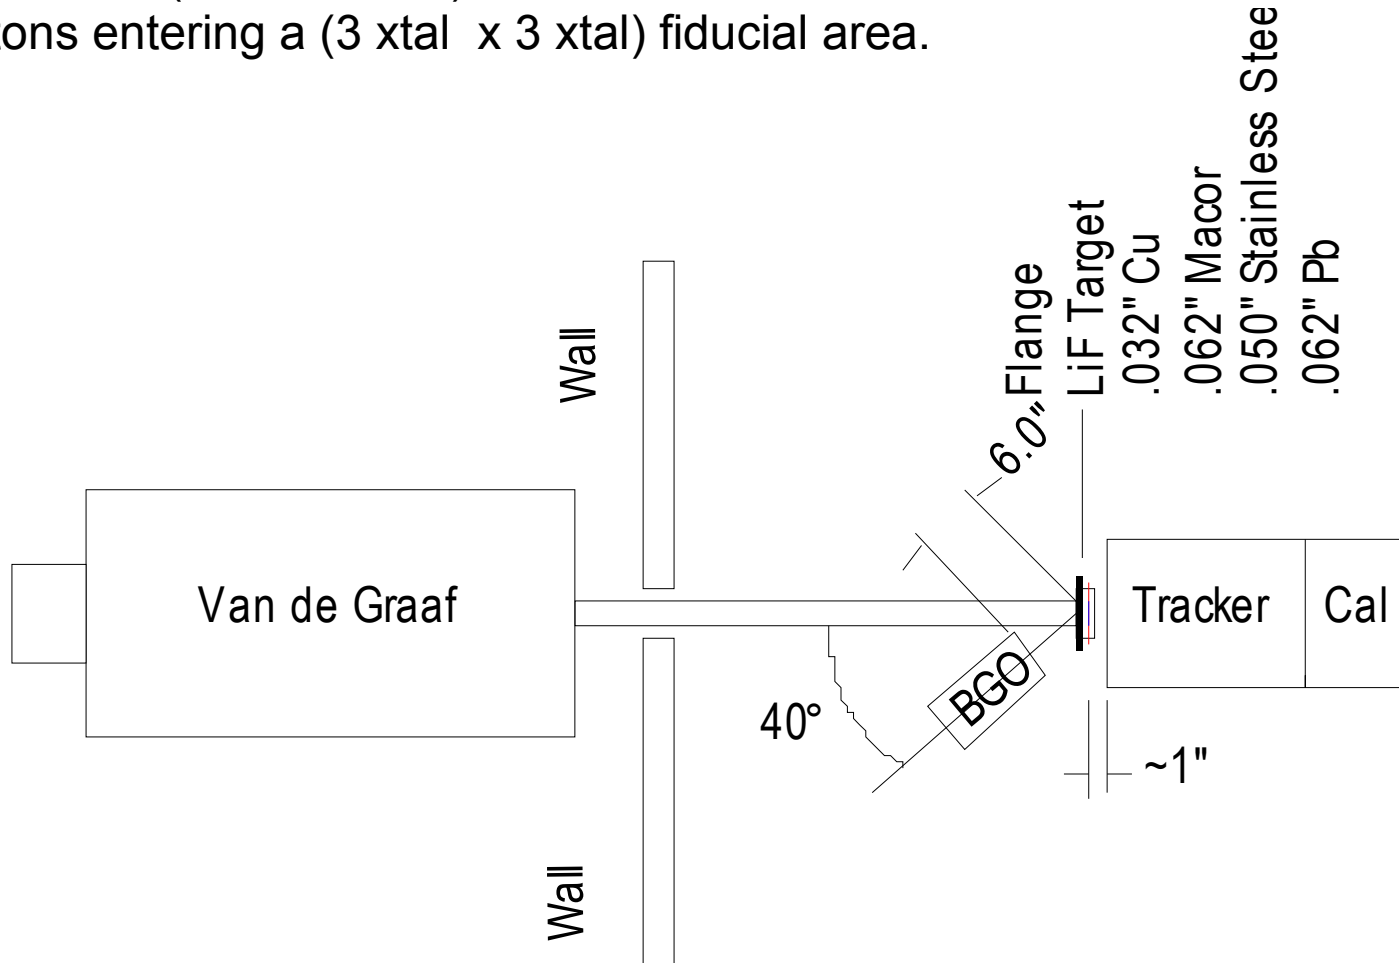 tons entering a (3 xtal x 3 xtal) fiducial area.
Flange
LiF Target
.032" Cu
.062" Macor
.050" Stainless Stee
.062" Pb
6.0"
Wall
Van de Graaf
Tracker
Cal
BGO
40°
~1"
Wall